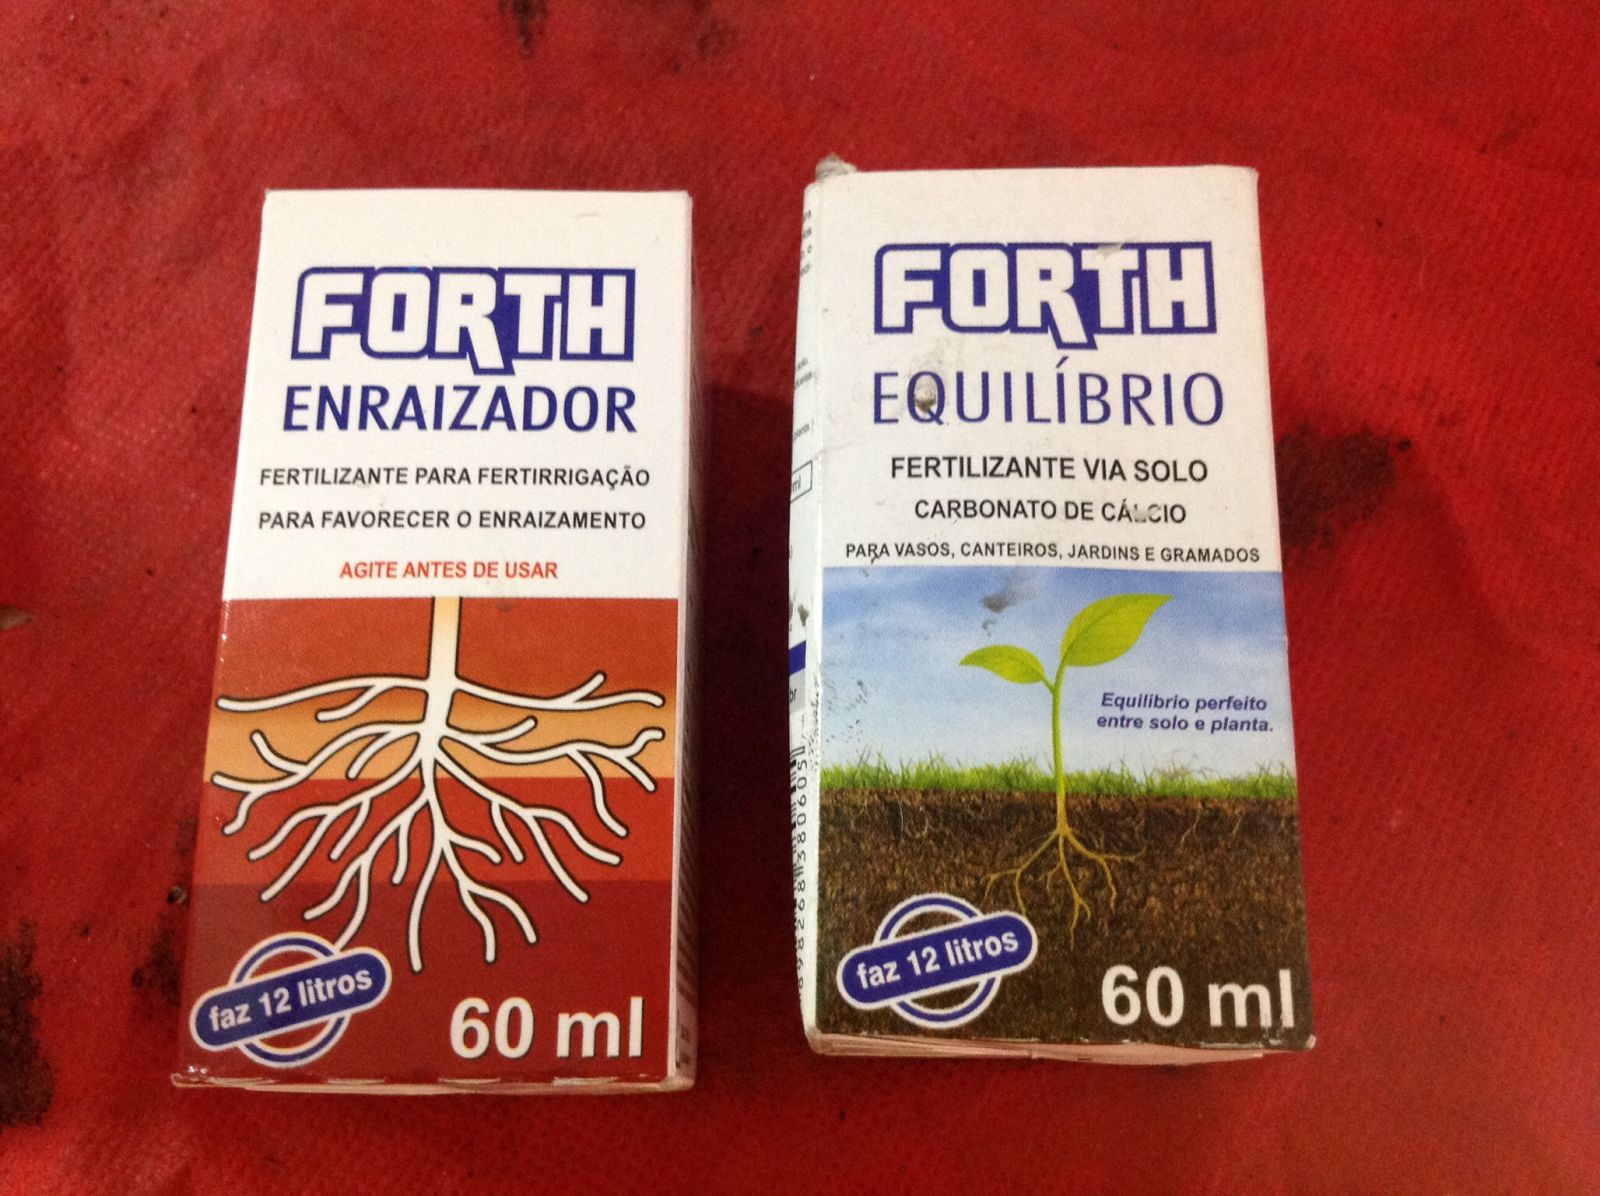 FORTH
ENRAIZADOR
FERTILIZANTE PARA FERTIRRIGAÇÃO
PARA FAVORECER O ENRAIZAMENTO
AGITE ANTES DE USAR
faz 12 litros
60 ml
FORTH
EQUILÍBRIO
FERTILIZANTE VIA SOLO
CARBONATO DE CÁLCIO
PARA VASOS, CANTEIROS, JARDINS E GRAMADOS
Equilíbrio perfeito
entre solo e planta.
faz 12 litros
60 ml